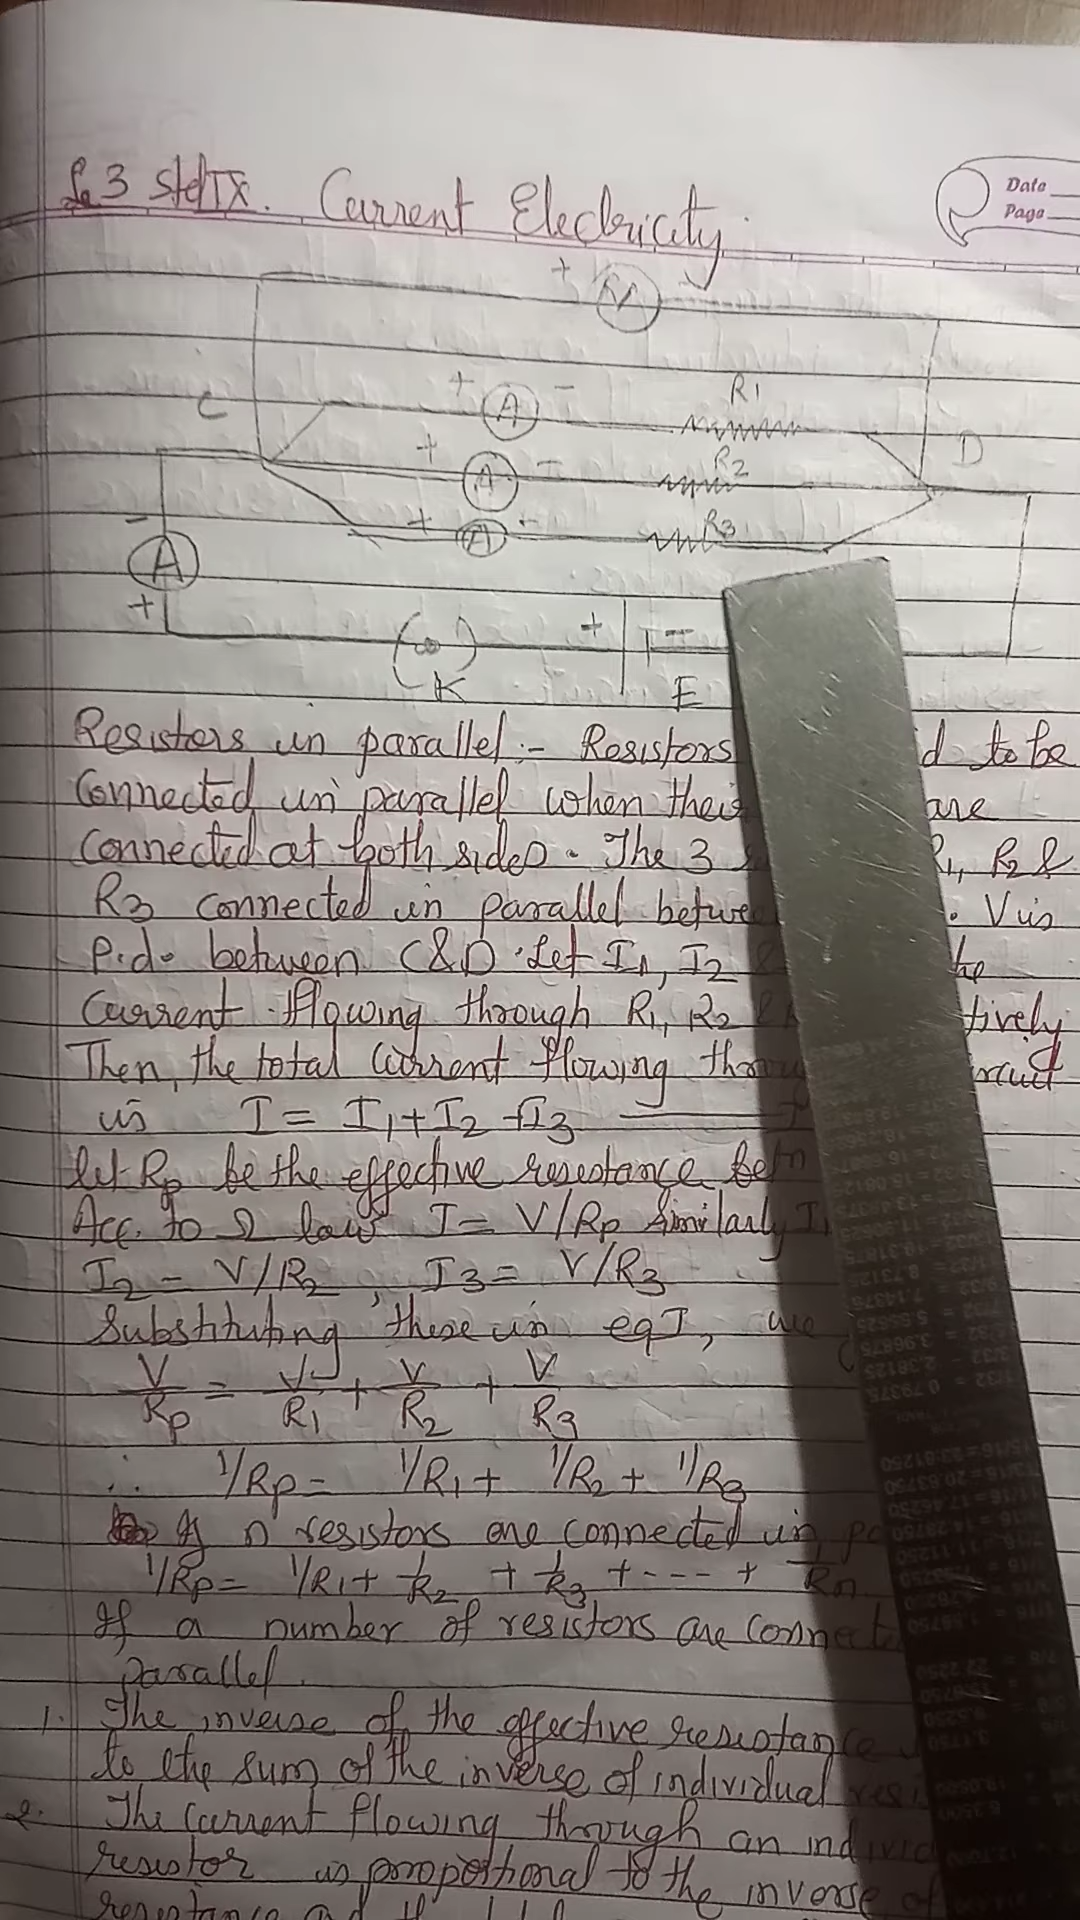 L 3 Std IX. Current Electricity.
Date
Page
+
+ A - R1
C
+ A - R2 D
+ A - R3
-
A
+
+ -
K E
Resistors in parallel :- Resistors d to be
Connected in parallel when their are
connected at both sides. The 3 R1, R2 &
R3 connected in parallel betwee . V is
P.d. between C&D. Let I1, I2 & the
current flowing through R1, R2 & tively
Then, the total current flowing thro rcuit
is I = I1 + I2 + I3
let Rp be the effective resestance betn
Acc. to Ω law I = V/Rp Similarly I
I2 = V/R2, I3 = V/R3
Substituting these in eq I, we
V/Rp = V/R1 + V/R2 + V/R3
∴ 1/Rp = 1/R1 + 1/R2 + 1/R3
If n resistors are connected in p
1/Rp = 1/R1 + 1/R2 + 1/R3 + ---- + 1/Rn
If a number of resistors are connect
parallel.
1. The inverse of the effective resistance
to the sum of the inverse of individual resi
2. The Current flowing through an indivi
resistor is proportional to the inverse of